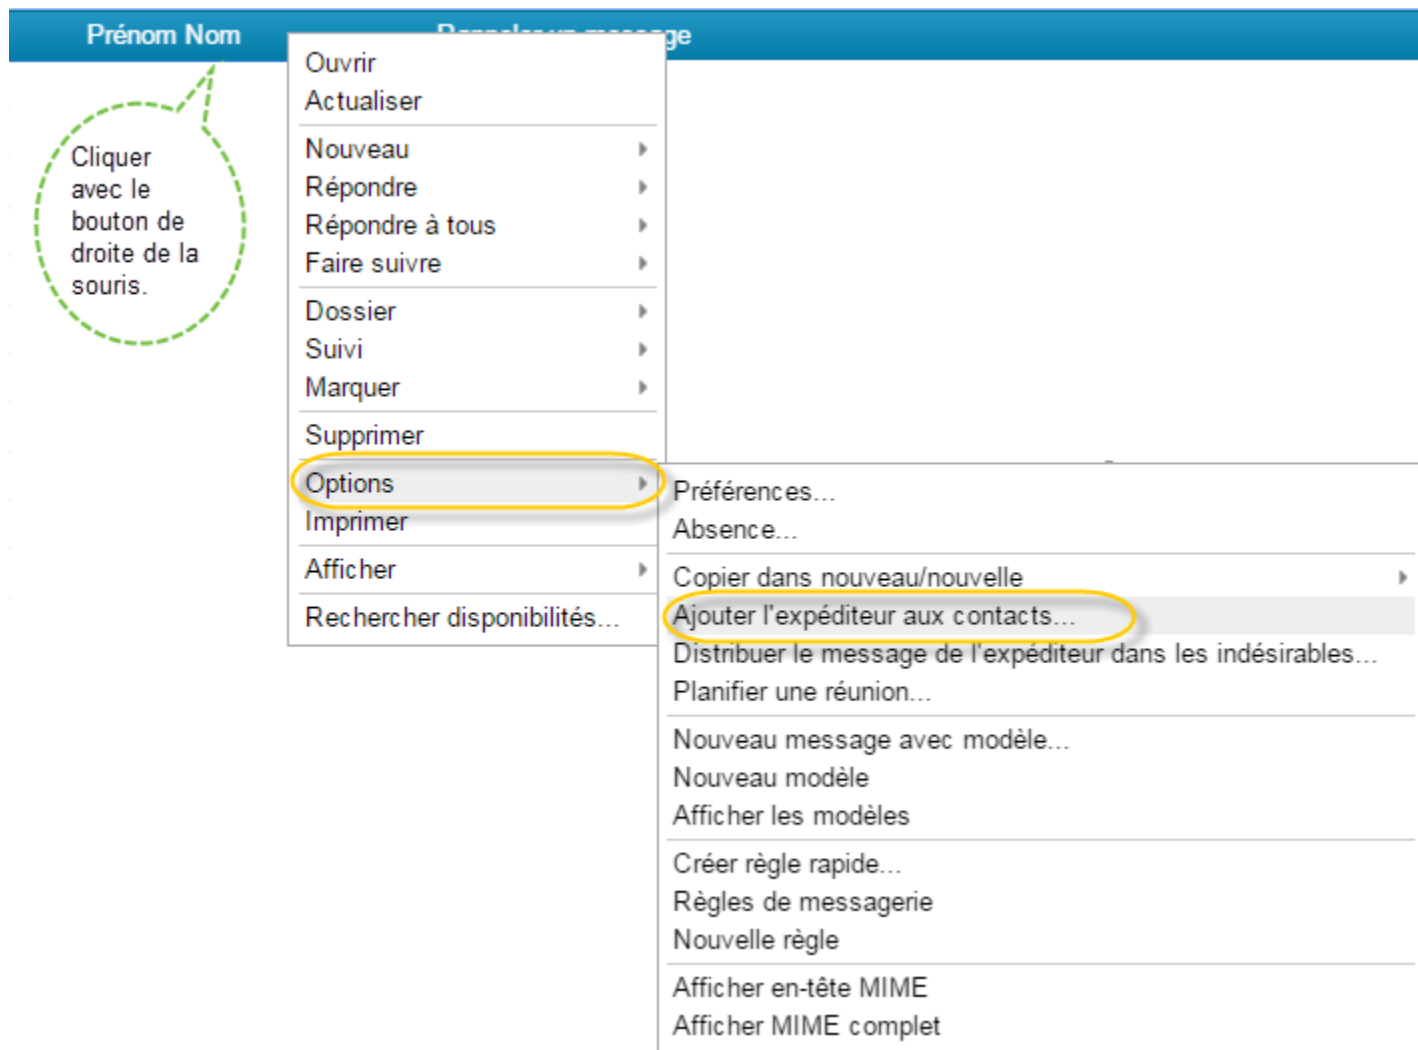 Prénom Nom
un message
Cliquer
avec le
bouton de
droite de la
souris.
Ouvrir
Actualiser
Nouveau
Répondre
Répondre à tous
Faire suivre
Dossier
Suivi
Marquer
Supprimer
Options
Imprimer
Afficher
Rechercher disponibilités...
Préférences...
Absence...
Copier dans nouveau/nouvelle
Ajouter l'expéditeur aux contacts...
Distribuer le message de l'expéditeur dans les indésirables...
Planifier une réunion...
Nouveau message avec modèle...
Nouveau modèle
Afficher les modèles
Créer règle rapide...
Règles de messagerie
Nouvelle règle
Afficher en-tête MIME
Afficher MIME complet